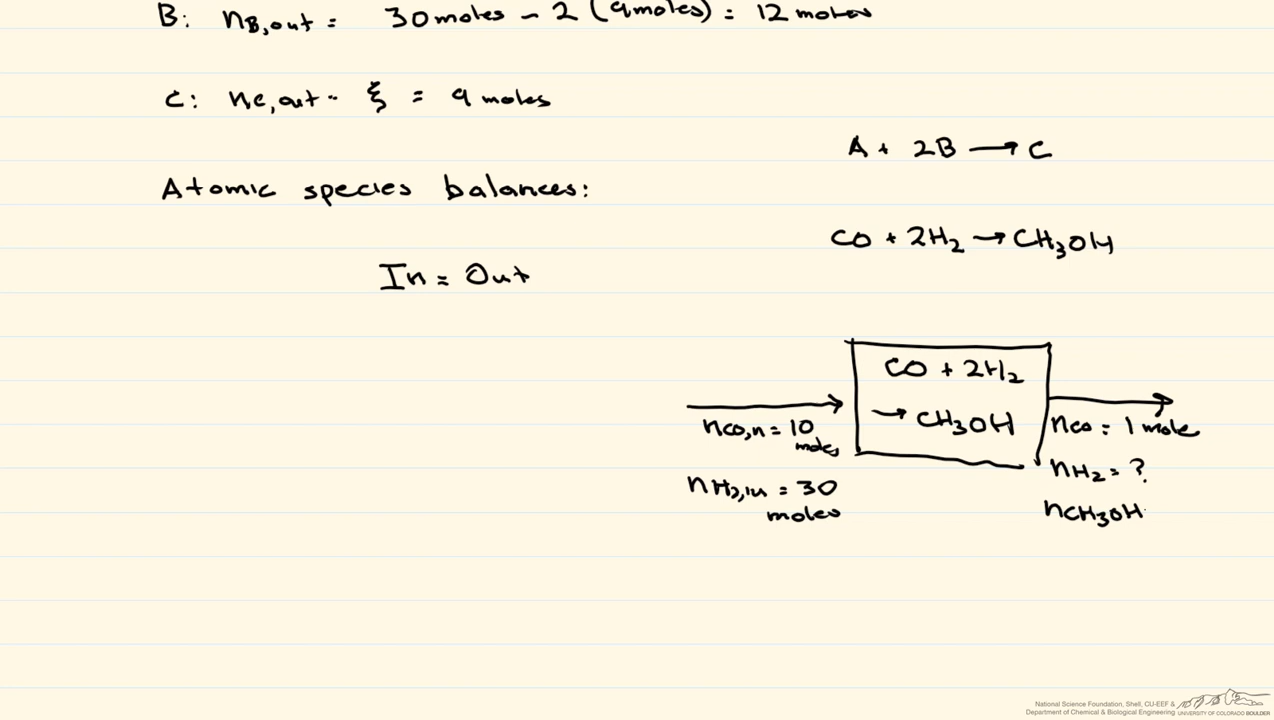 B: nB,out = 30 moles - 2 (9 moles) = 12 moles
C: nC,out = ξ = 9 moles
A + 2B → C
Atomic species balances:
CO + 2H2 → CH3OH
In = Out
CO + 2H2
→ CH3OH
nCO,in = 10
moles
nCO = 1 mole
nH2,in = 30
moles
nH2 = ?
nCH3OH
National Science Foundation, Shell, CU-EEF &
Department of Chemical & Biological Engineering UNIVERSITY OF COLORADO BOULDER